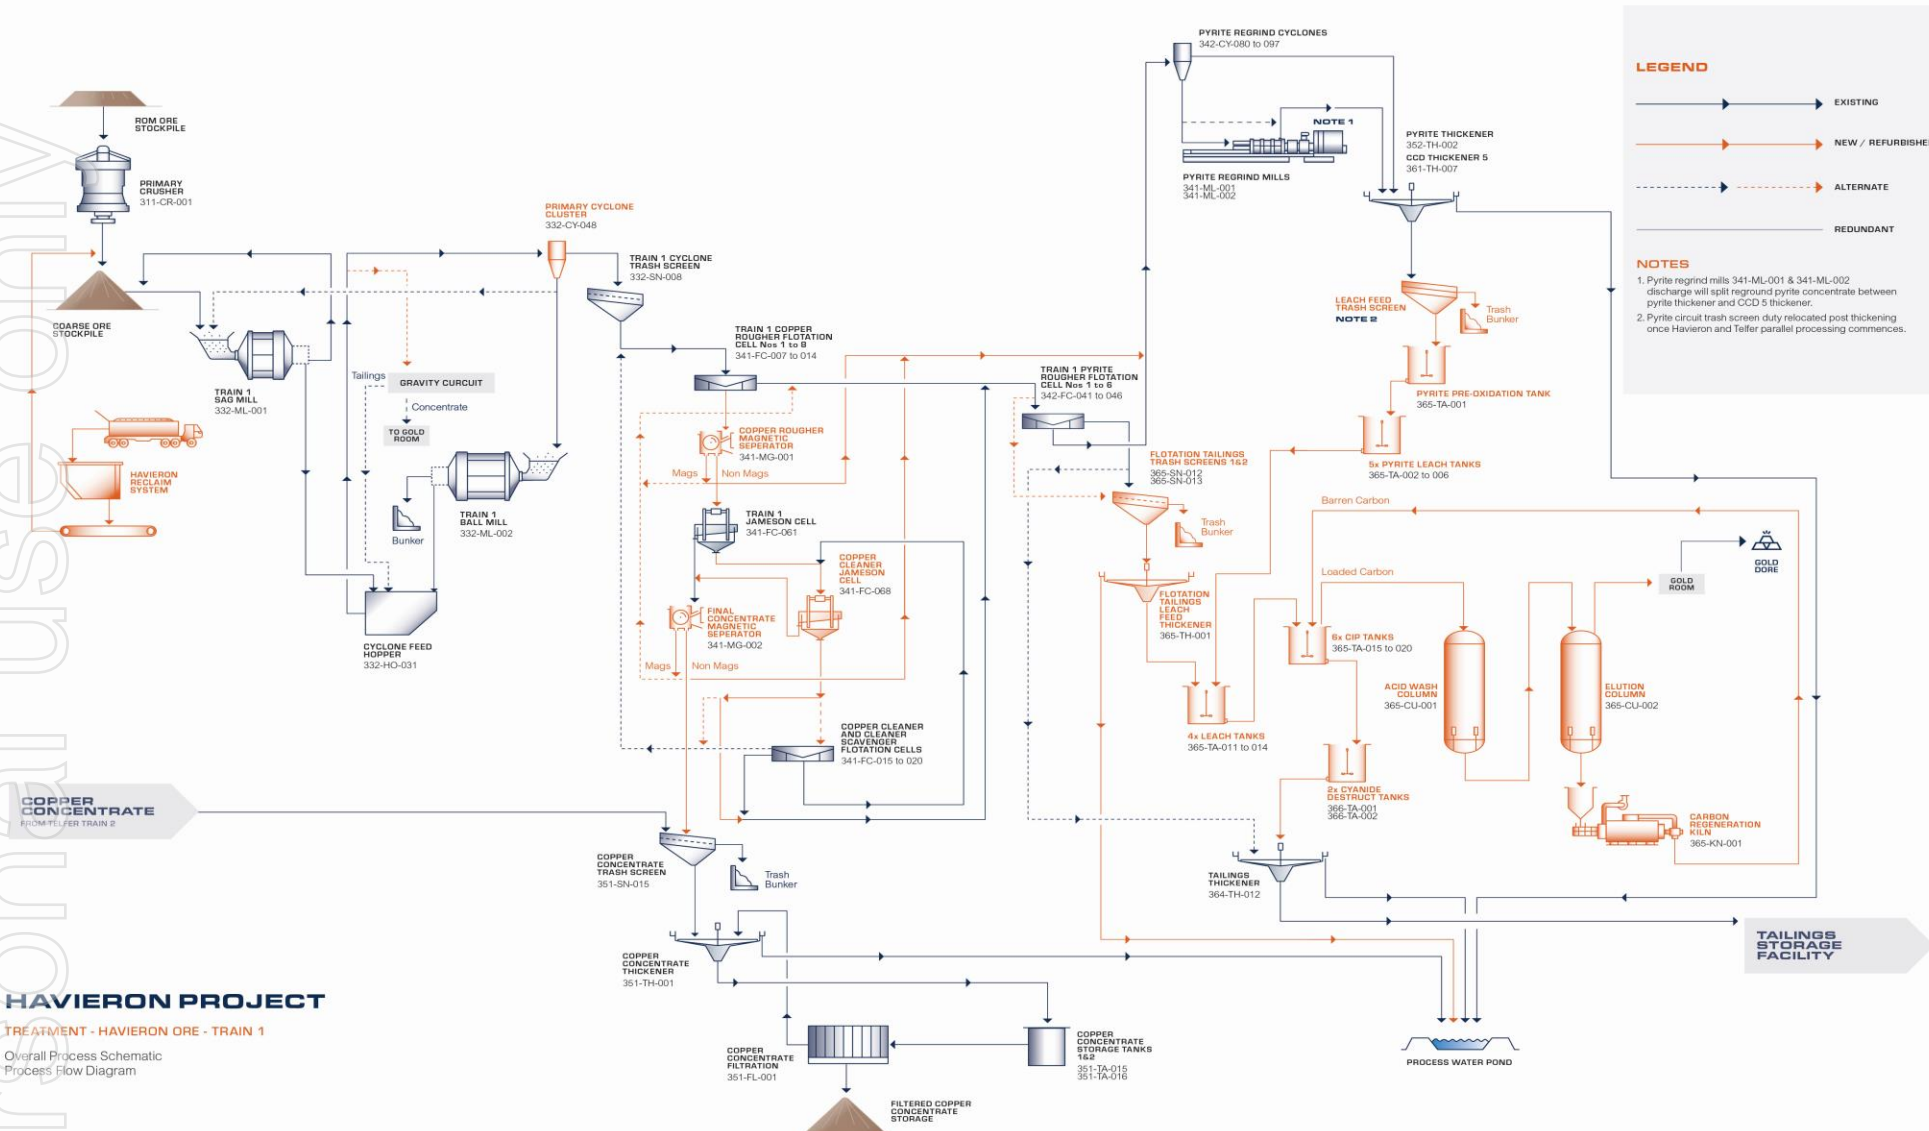 ROM ORE
STOCKPILE
PRIMARY
CRUSHER
311-CR-001
COARSE ORE
STOCKPILE
HAVIERON
RECLAIM
SYSTEM
TRAIN 1
SAG MILL
332-ML-001
Tailings
GRAVITY CURCUIT
Concentrate
TO GOLD
ROOM
Bunker
TRAIN 1
BALL MILL
332-ML-002
CYCLONE FEED
HOPPER
332-HO-031
PRIMARY CYCLONE
CLUSTER
332-CY-048
TRAIN 1 CYCLONE
TRASH SCREEN
332-SN-008
TRAIN 1 COPPER
ROUGHER FLOTATION
CELL Nos 1 to 8
341-FC-007 to 014
COPPER ROUGHER
MAGNETIC
SEPERATOR
341-MG-001
Mags
Non Mags
TRAIN 1
JAMESON CELL
341-FC-061
COPPER
CLEANER
JAMESON
CELL
341-FC-068
FINAL
CONCENTRATE
MAGNETIC
SEPERATOR
341-MG-002
Mags
Non Mags
COPPER CLEANER
AND CLEANER
SCAVENGER
FLOTATION CELLS
341-FC-015 to 020
COPPER
CONCENTRATE
FROM TELFER TRAIN 2
COPPER
CONCENTRATE
TRASH SCREEN
351-SN-015
Trash
Bunker
COPPER
CONCENTRATE
THICKENER
351-TH-001
COPPER
CONCENTRATE
FILTRATION
351-FL-001
COPPER
CONCENTRATE
STORAGE TANKS
1&2
351-TA-015
351-TA-016
FILTERED COPPER
CONCENTRATE
STORAGE
PYRITE REGRIND CYCLONES
342-CY-080 to 097
NOTE 1
PYRITE REGRIND MILLS
341-ML-001
341-ML-002
PYRITE THICKENER
352-TH-002
CCD THICKENER 5
361-TH-007
TRAIN 1 PYRITE
ROUGHER FLOTATION
CELL Nos 1 to 6
342-FC-041 to 046
FLOTATION TAILINGS
TRASH SCREENS 1&2
365-SN-012
365-SN-013
Trash
Bunker
LEACH FEED
TRASH SCREEN
NOTE 2
Trash
Bunker
PYRITE PRE-OXIDATION TANK
365-TA-001
5x PYRITE LEACH TANKS
365-TA-002 to 006
Barren Carbon
Loaded Carbon
FLOTATION
TAILINGS
LEACH
FEED
THICKENER
365-TH-001
4x LEACH TANKS
365-TA-011 to 014
6x CIP TANKS
365-TA-015 to 020
2x CYANIDE
DESTRUCT TANKS
366-TA-001
366-TA-002
TAILINGS
THICKENER
364-TH-012
ACID WASH
COLUMN
365-CU-001
ELUTION
COLUMN
365-CU-002
GOLD
ROOM
GOLD
DORE
CARBON
REGENERATION
KILN
365-KN-001
TAILINGS
STORAGE
FACILITY
PROCESS WATER POND
LEGEND
EXISTING
NEW / REFURBISHE
ALTERNATE
REDUNDANT
NOTES
1. Pyrite regrind mills 341-ML-001 & 341-ML-002
discharge will split reground pyrite concentrate between
pyrite thickener and CCD 5 thickener.
2. Pyrite circuit trash screen duty relocated post thickening
once Havieron and Telfer parallel processing commences.
HAVIERON PROJECT
TREATMENT - HAVIERON ORE - TRAIN 1
Overall Process Schematic
Process Flow Diagram
rsonal use only